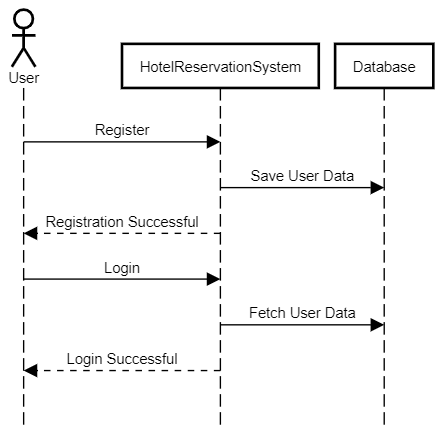 User
HotelReservationSystem
Database
Register
Save User Data
Registration Successful
Login
Fetch User Data
Login Successful